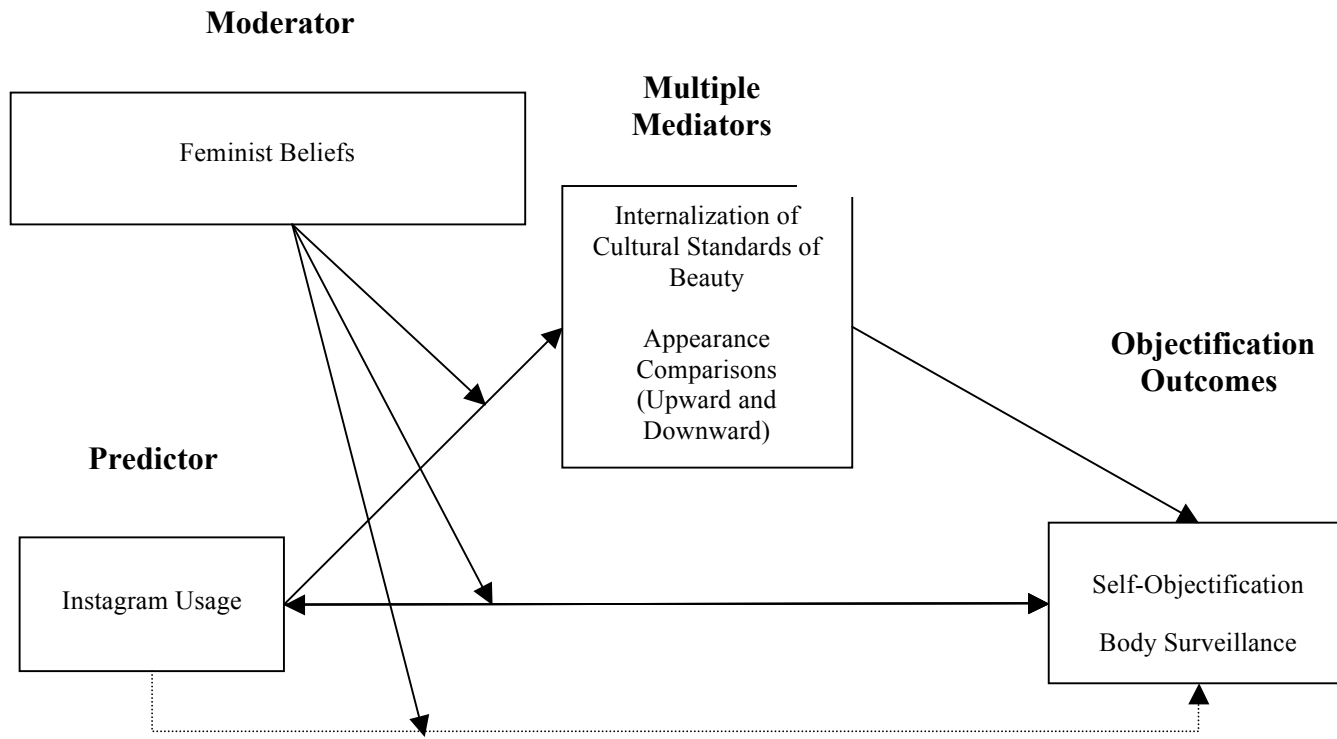 Moderator
Feminist Beliefs
Multiple
Mediators
Internalization of
Cultural Standards of
Beauty
Appearance
Comparisons
(Upward and
Downward)
Objectification
Outcomes
Predictor
Instagram Usage
Self-Objectification
Body Surveillance